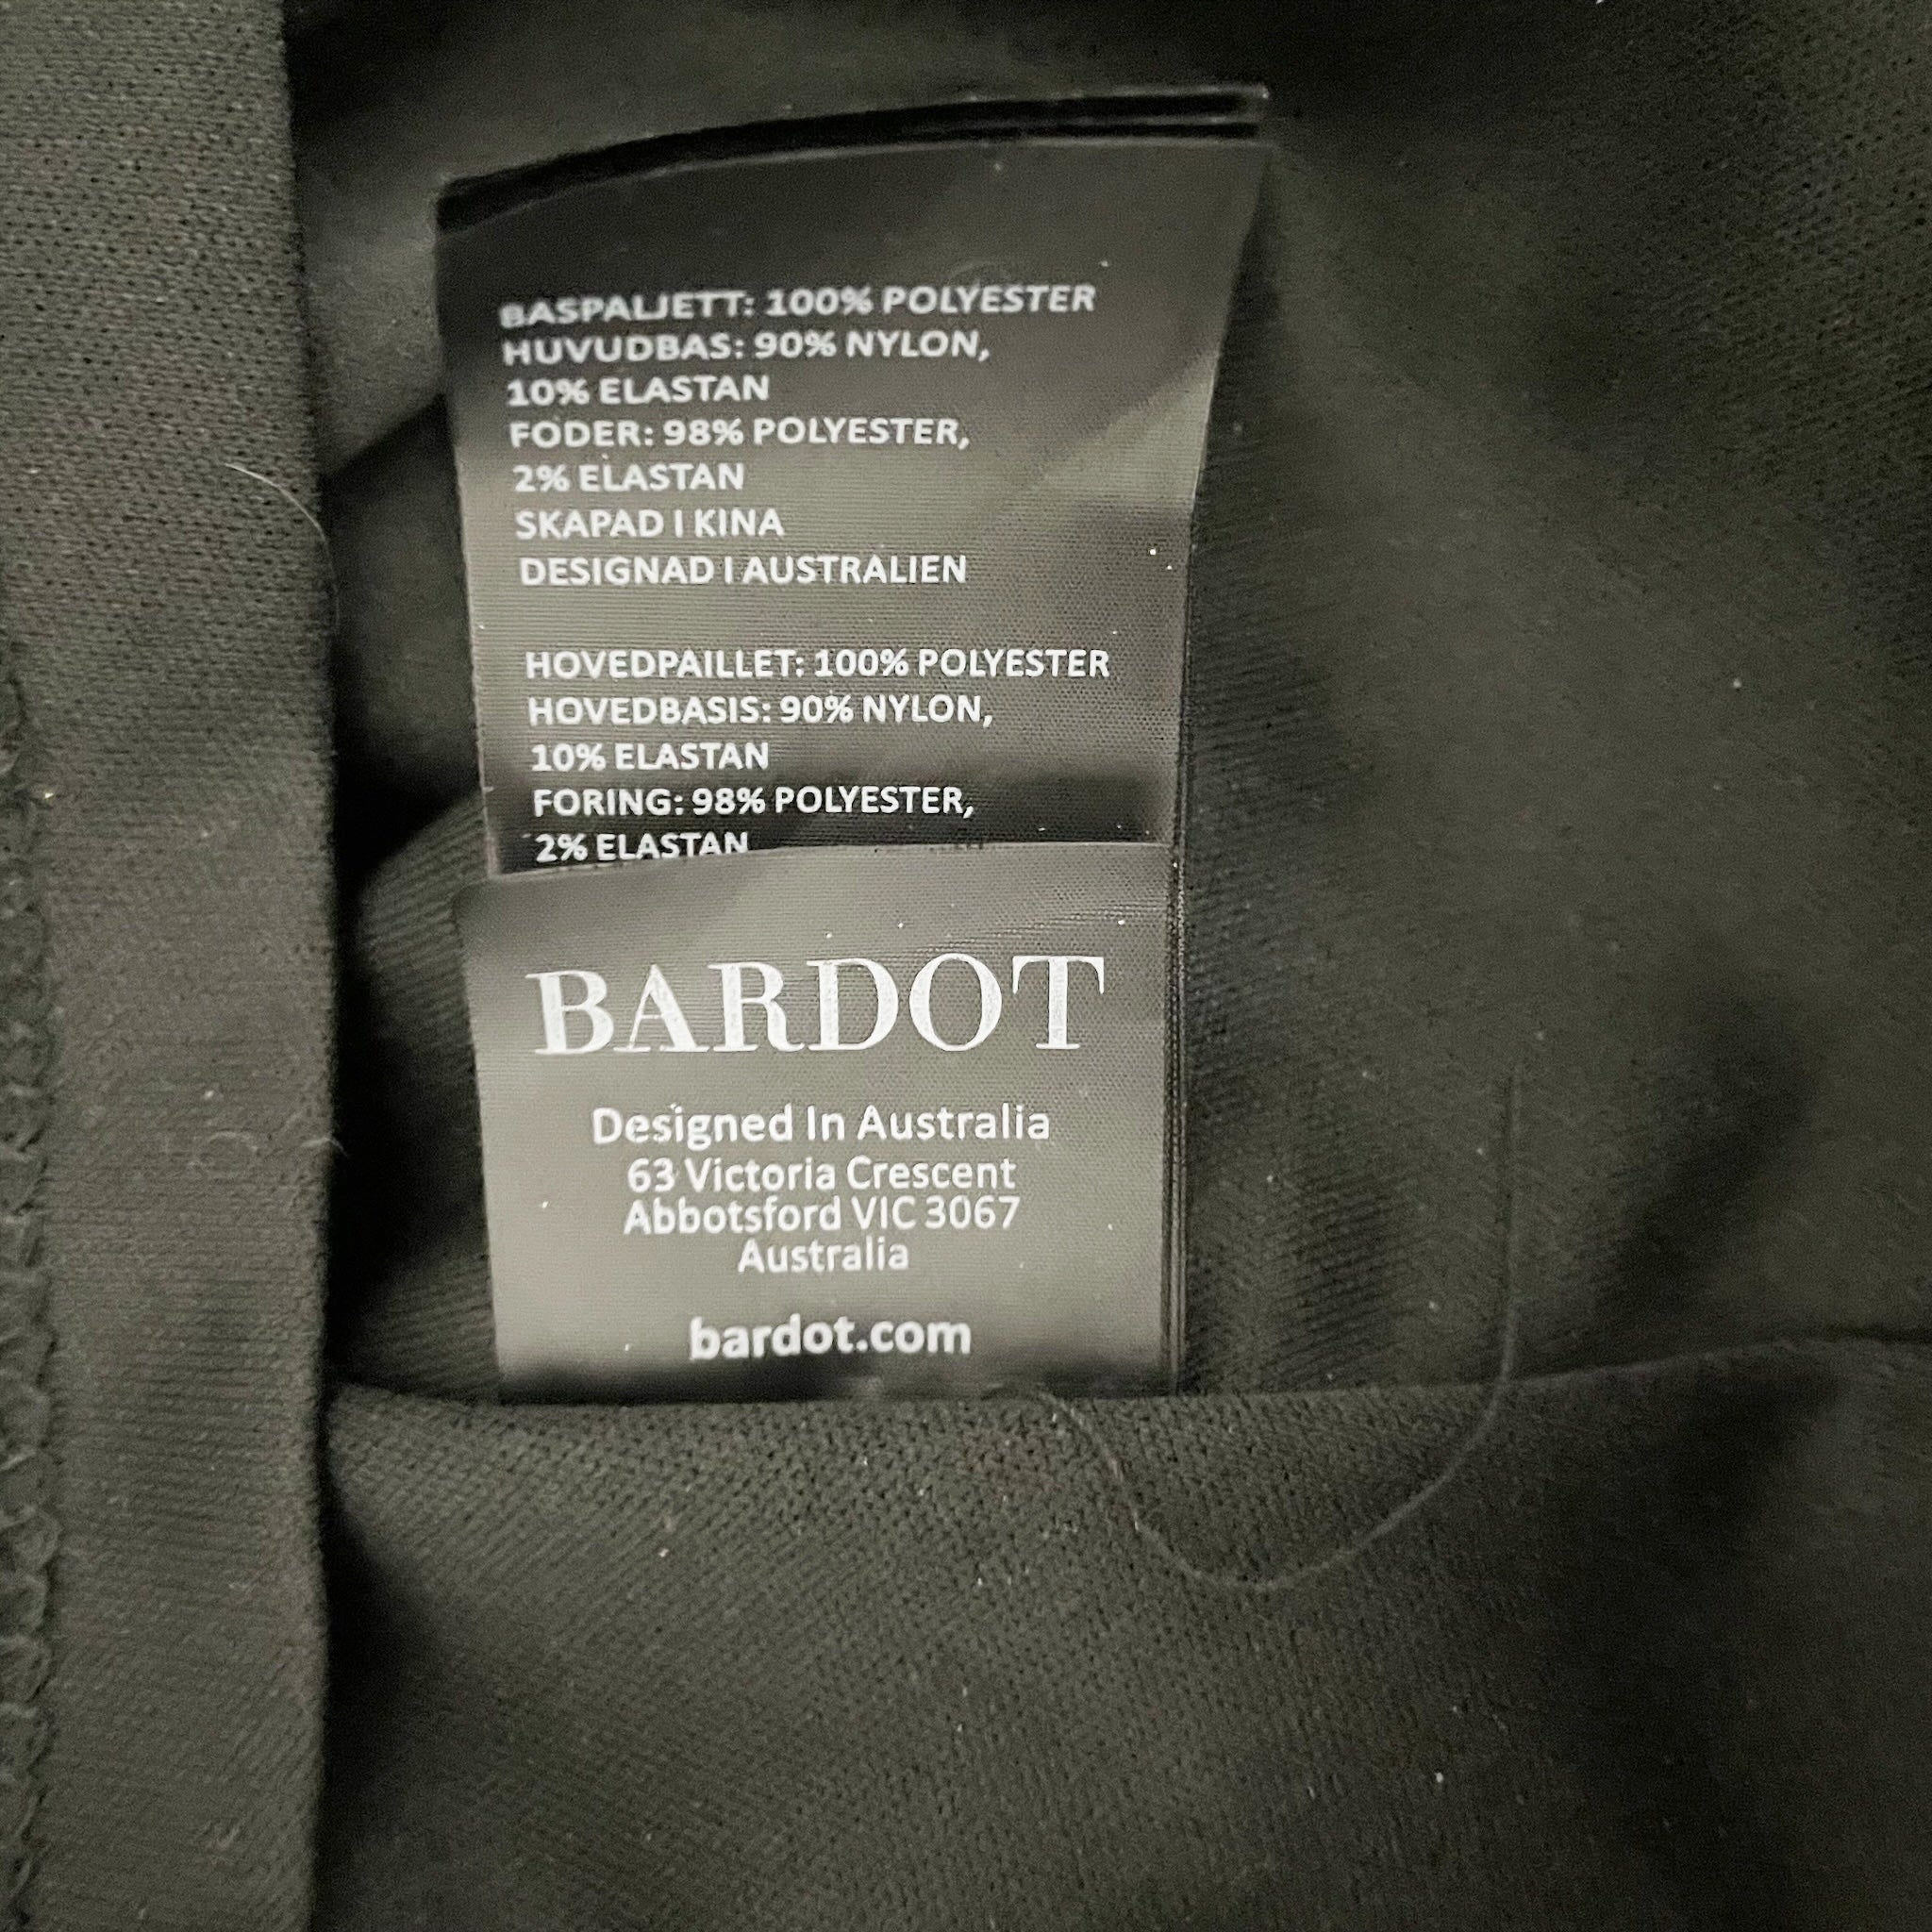 BASPALJETT: 100% POLYESTER
HUVUDBAS: 90% NYLON,
10% ELASTAN
FODER: 98% POLYESTER,
2% ELASTAN
SKAPAD I KINA
DESIGNAD I AUSTRALIEN
HOVEDPAILLET: 100% POLYESTER
HOVEDBASIS: 90% NYLON,
10% ELASTAN
FORING: 98% POLYESTER,
2% ELASTAN
BARDOT
Designed In Australia
63 Victoria Crescent
Abbotsford VIC 3067
Australia
bardot.com